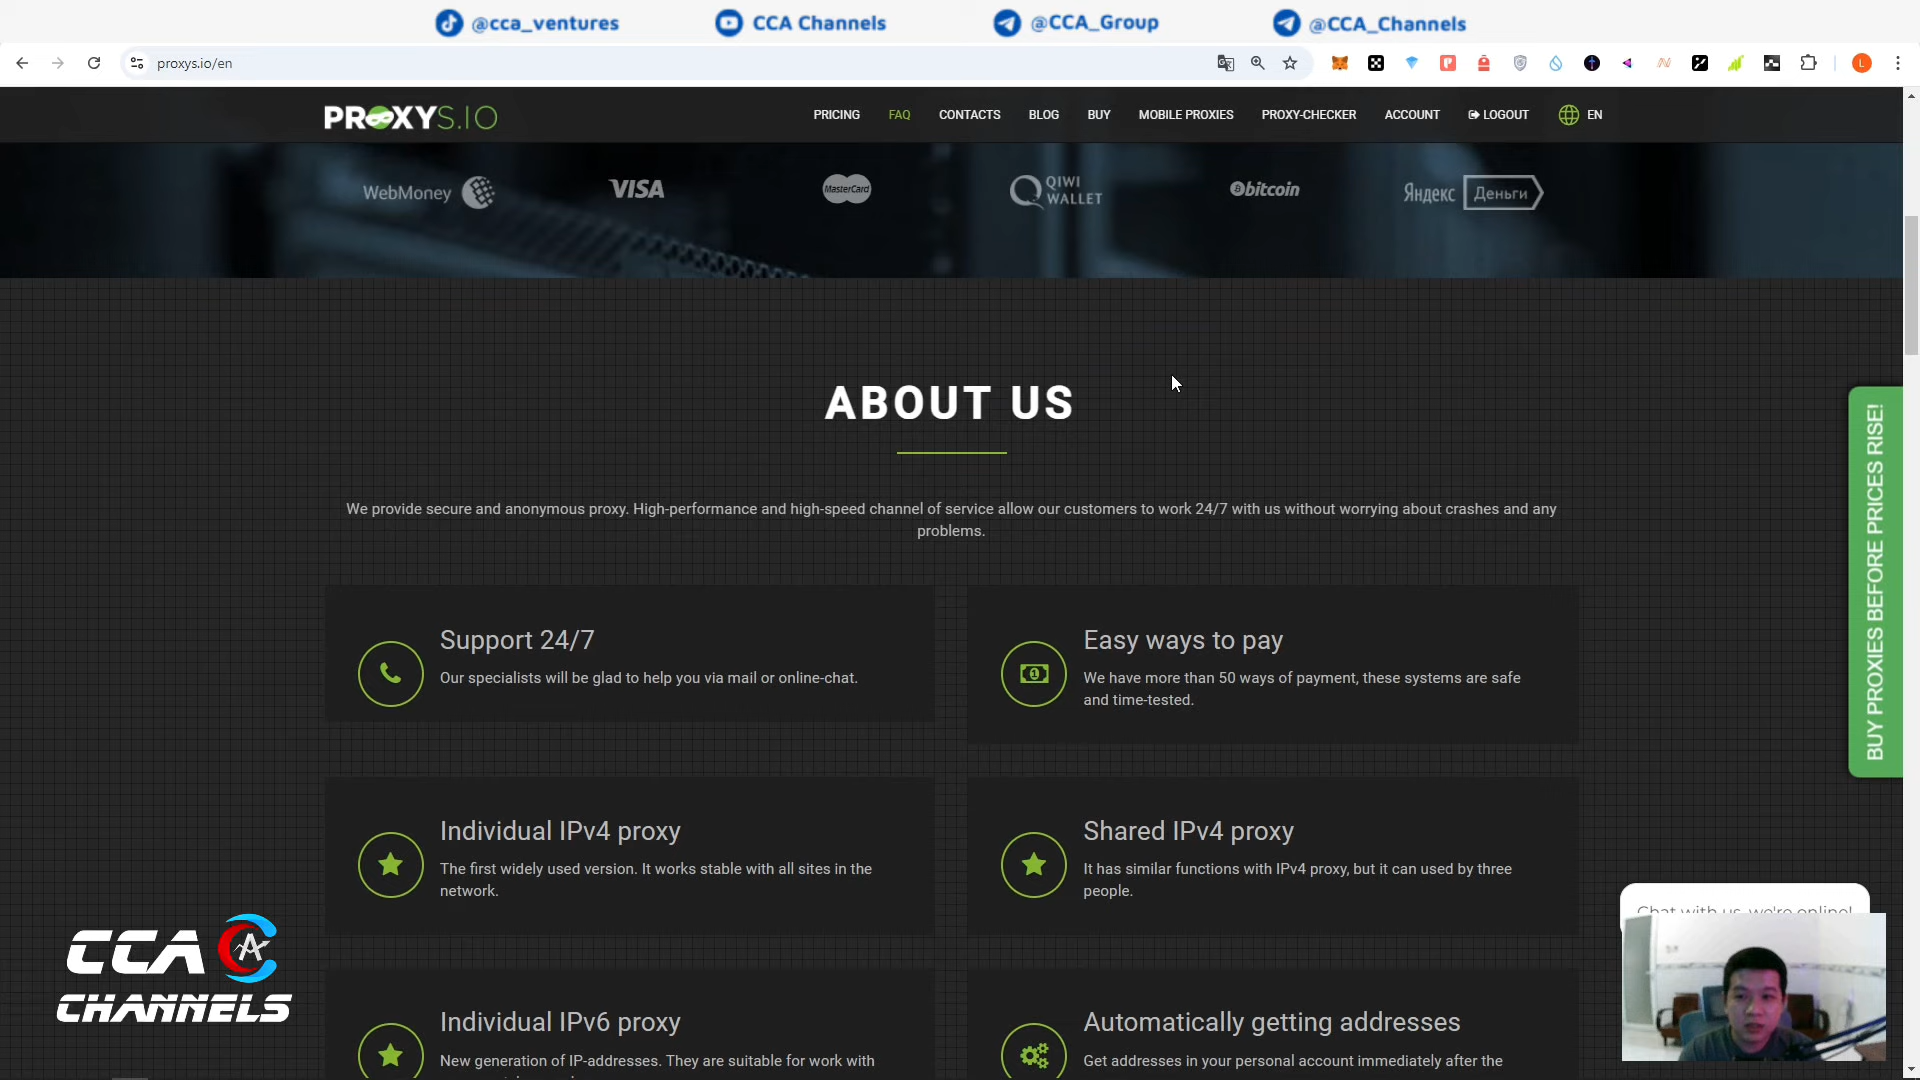 @cca_ventures
CCA Channels
@CCA_Group
@CCA_Channels
proxys.io/en
PROXYS.IO
PRICING
FAQ
CONTACTS
BLOG
BUY
MOBILE PROXIES
PROXY-CHECKER
ACCOUNT
LOGOUT
EN
WebMoney
VISA
MasterCard
QIWI
WALLET
bitcoin
Яндекс Деньги
ABOUT US
We provide secure and anonymous proxy. High-performance and high-speed channel of service allow our customers to work 24/7 with us without worrying about crashes and any
problems.
Support 24/7
Our specialists will be glad to help you via mail or online-chat.
Easy ways to pay
We have more than 50 ways of payment, these systems are safe
and time-tested.
Individual IPv4 proxy
The first widely used version. It works stable with all sites in the
network.
Shared IPv4 proxy
It has similar functions with IPv4 proxy, but it can used by three
people.
Individual IPv6 proxy
New generation of IP-addresses. They are suitable for work with
Automatically getting addresses
Get addresses in your personal account immediately after the
BUY PROXIES BEFORE PRICES RISE!
Chat with us, we're online!
CCA
CHANNELS